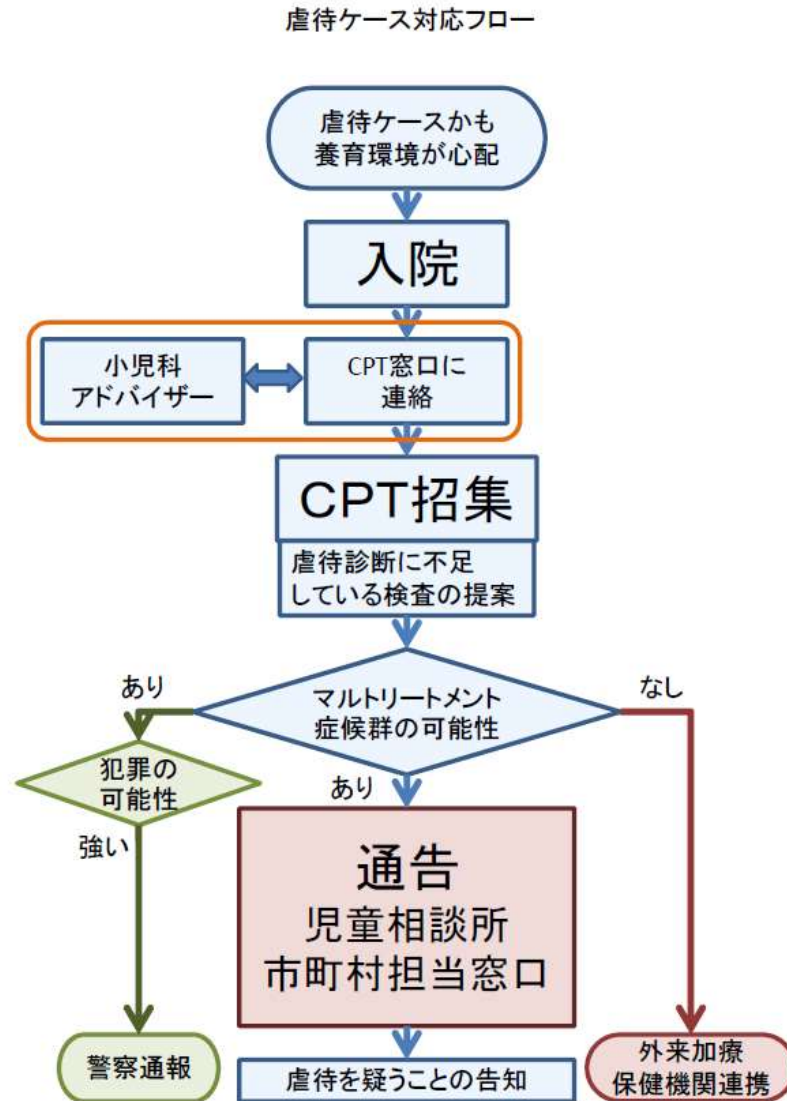 虐待ケース対応フロー
虐待ケースかも
養育環境が心配
入院
小児科
アドバイザー
CPT窓口に
連絡
CPT招集
虐待診断に不足
している検査の提案
マルトリートメント
症候群の可能性
あり
なし
犯罪の
可能性
あり
強い
通告
児童相談所
市町村担当窓口
警察通報
虐待を疑うことの告知
外来加療
保健機関連携